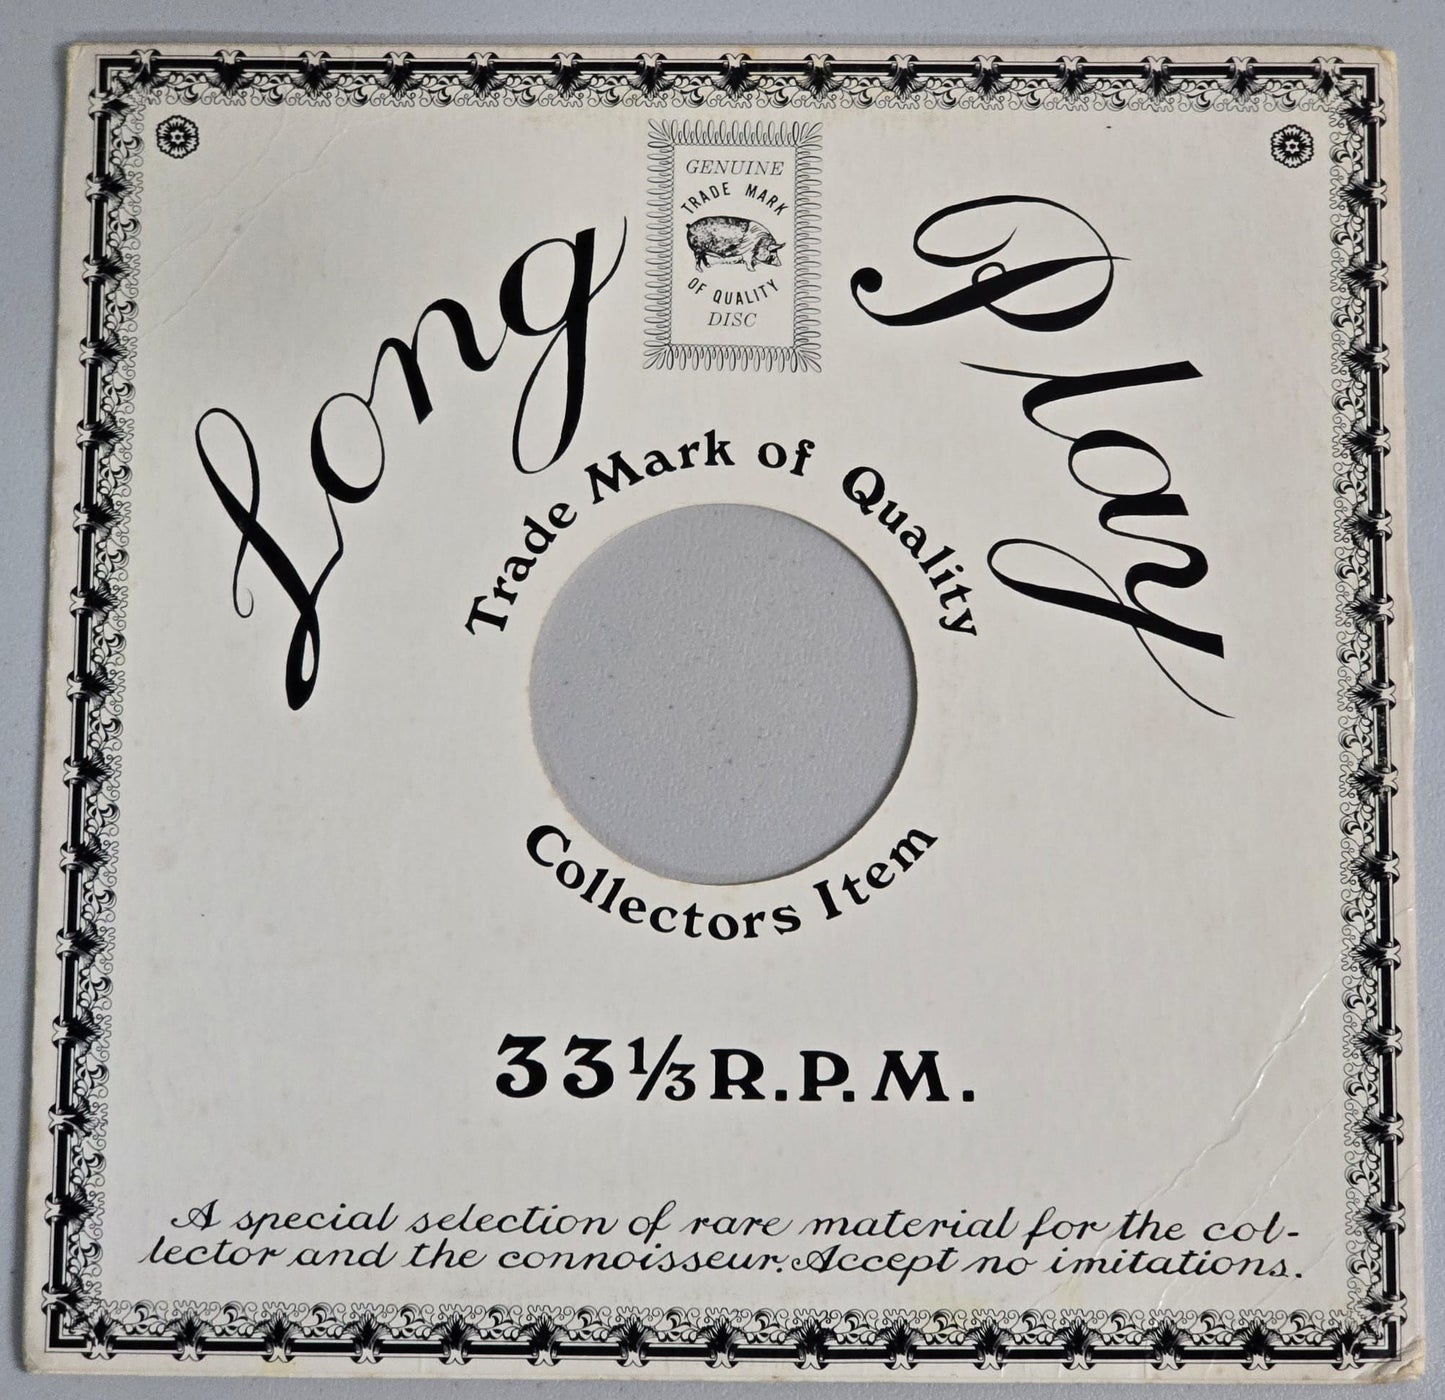 GENUINE
TRADE MARK
OF QUALITY
DISC
Long Play
Trade Mark of Quality
Collectors Item
33⅓ R.P.M.
A special selection of rare material for the col-
lector and the connoisseur. Accept no imitations.